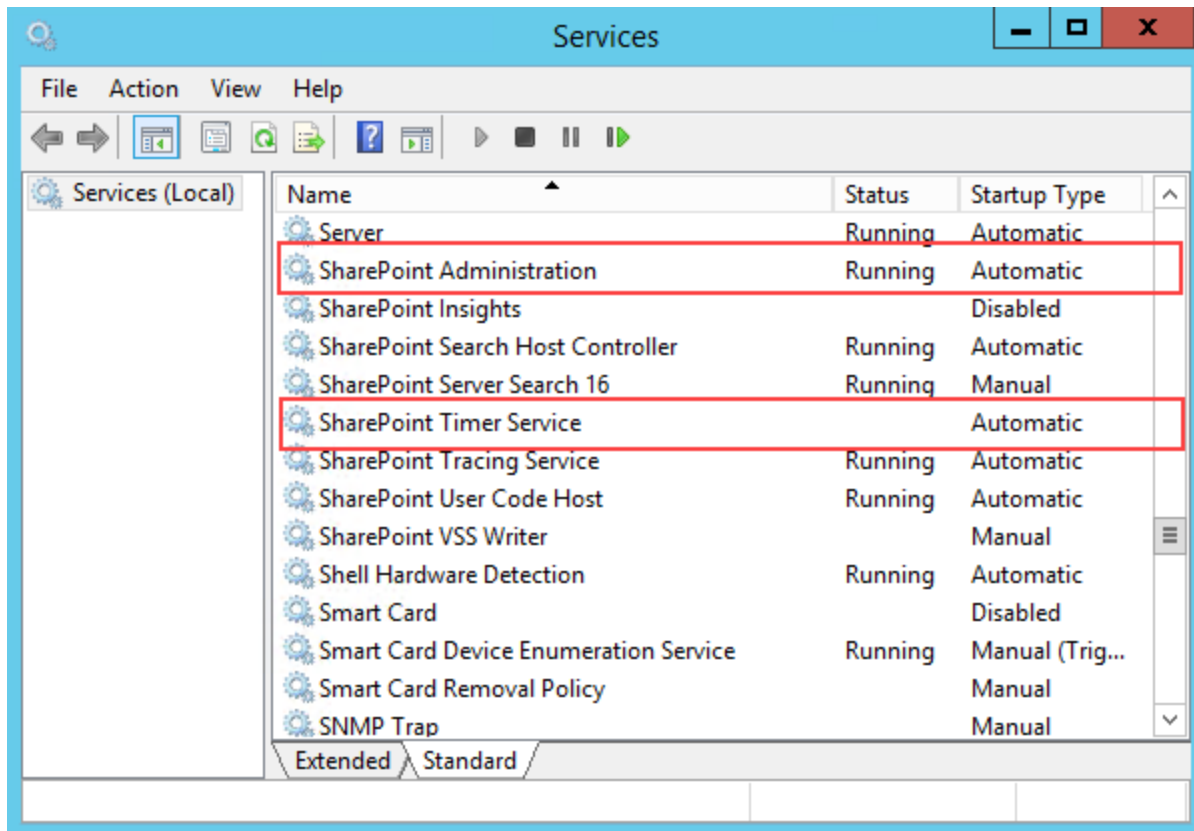 Services
File Action View Help
Services (Local)
Name Status Startup Type
Server Running Automatic
SharePoint Administration Running Automatic
SharePoint Insights Disabled
SharePoint Search Host Controller Running Automatic
SharePoint Server Search 16 Running Manual
SharePoint Timer Service Automatic
SharePoint Tracing Service Running Automatic
SharePoint User Code Host Running Automatic
SharePoint VSS Writer Manual
Shell Hardware Detection Running Automatic
Smart Card Disabled
Smart Card Device Enumeration Service Running Manual (Trig...
Smart Card Removal Policy Manual
SNMP Trap Manual
Extended Standard